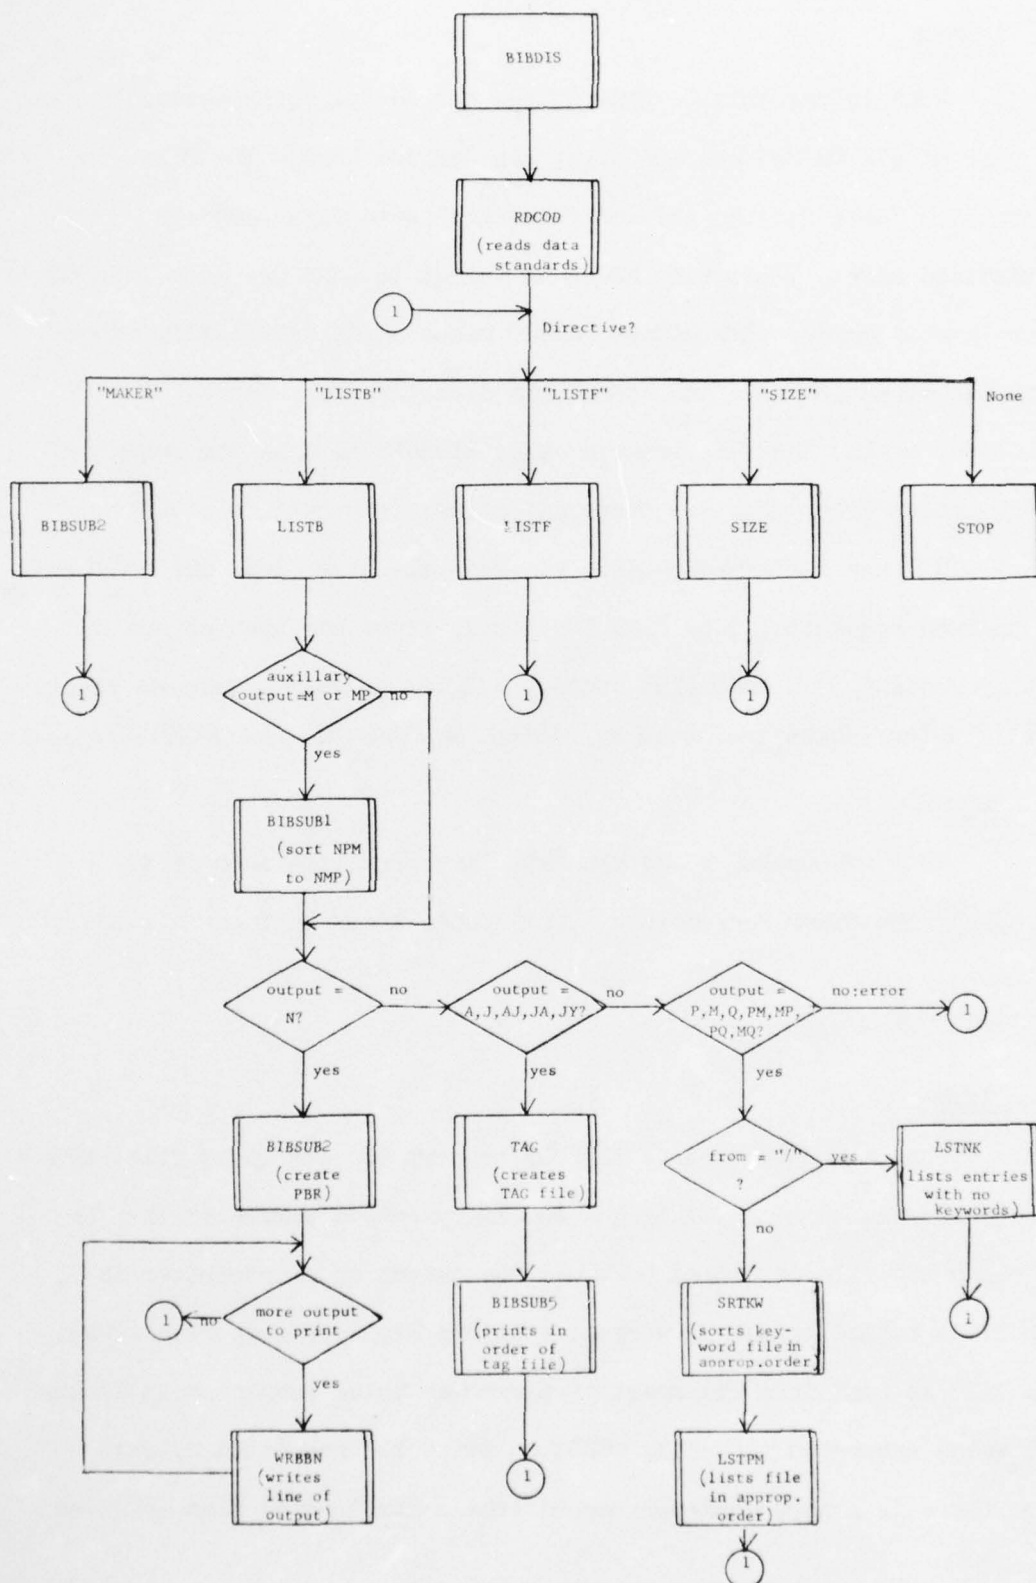 BIBDIS
RDCOD
(reads data
standards)
1
Directive?
"MAKER"
"LISTB"
"LISTF"
"SIZE"
None
BIBSUB2
LISTB
LISTF
SIZE
STOP
1
auxillary
output=M or MP
no
1
1
yes
BIBSUB1
(sort NPM
to NMP)
output =
N?
no
output =
A,J,AJ,JA,JY?
no
output =
P,M,Q,PM,MP,
PQ,MQ?
no:error
1
yes
yes
yes
BIBSUB2
(create
PBR)
TAG
(creates
TAG file)
from = "/"
?
yes
LSTNK
(lists entries
with no
keywords)
no
1
no
more output
to print
BIBSUB5
(prints in
order of
tag file)
SRTKW
(sorts key-
word file in
approp.order)
1
yes
WRBBN
(writes
line of
output)
1
LSTPM
(lists file
in approp.
order)
1